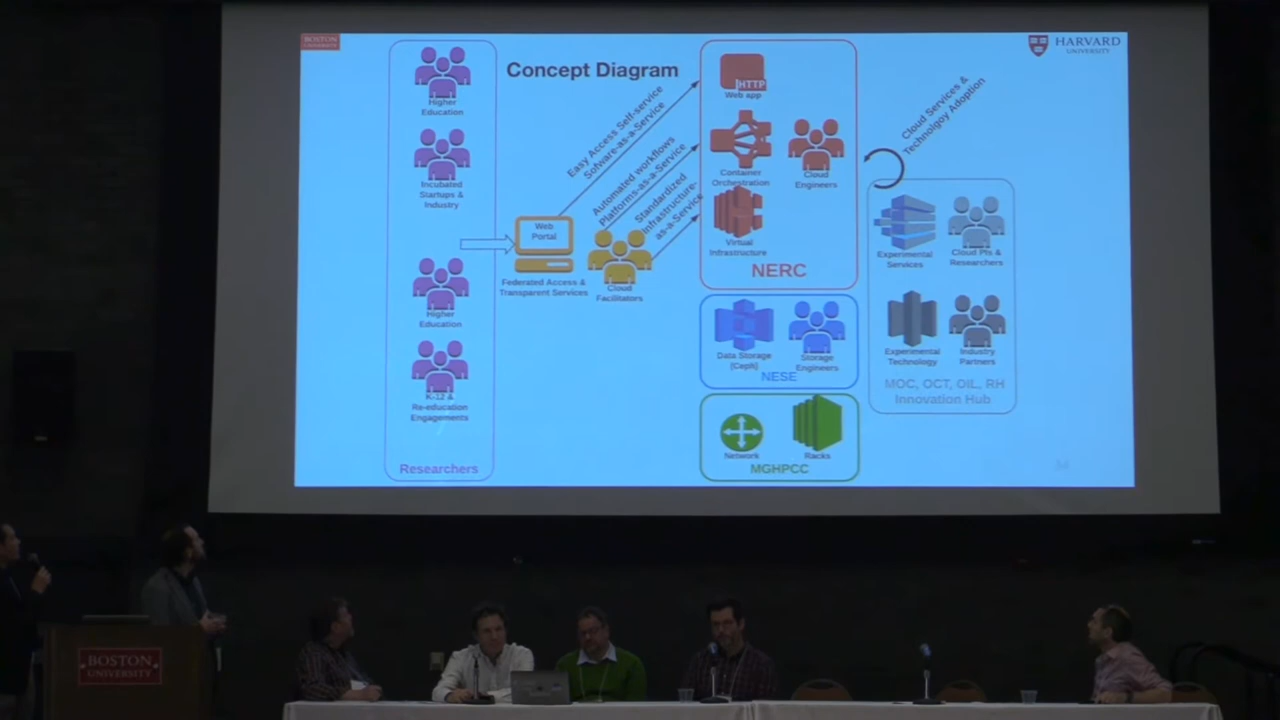 BOSTON
UNIVERSITY
Concept Diagram
HARVARD
UNIVERSITY
Higher
Education
Incubated
Startups &
Industry
Higher
Education
K-12 &
Re-education
Engagements
Researchers
Web
Portal
Federated Access &
Transparent Services
Cloud
Facilitators
Easy Access Self-service
Sofware-as-a-Service
Automated workflows
Platforms-as-a-Service
Standardized
Infrastructure-
as-a-Service
HTTP
Web app
Container
Orchestration
Cloud
Engineers
Virtual
Infrastructure
NERC
Data Storage
(Ceph)
Storage
Engineers
NESE
Network
Racks
MGHPCC
Cloud Services &
Technlogoy Adoption
Experimental
Services
Cloud PIs &
Researchers
Experimental
Technology
Industry
Partners
MOC, OCT, OIL, RH
Innovation Hub
BOSTON
UNIVERSITY